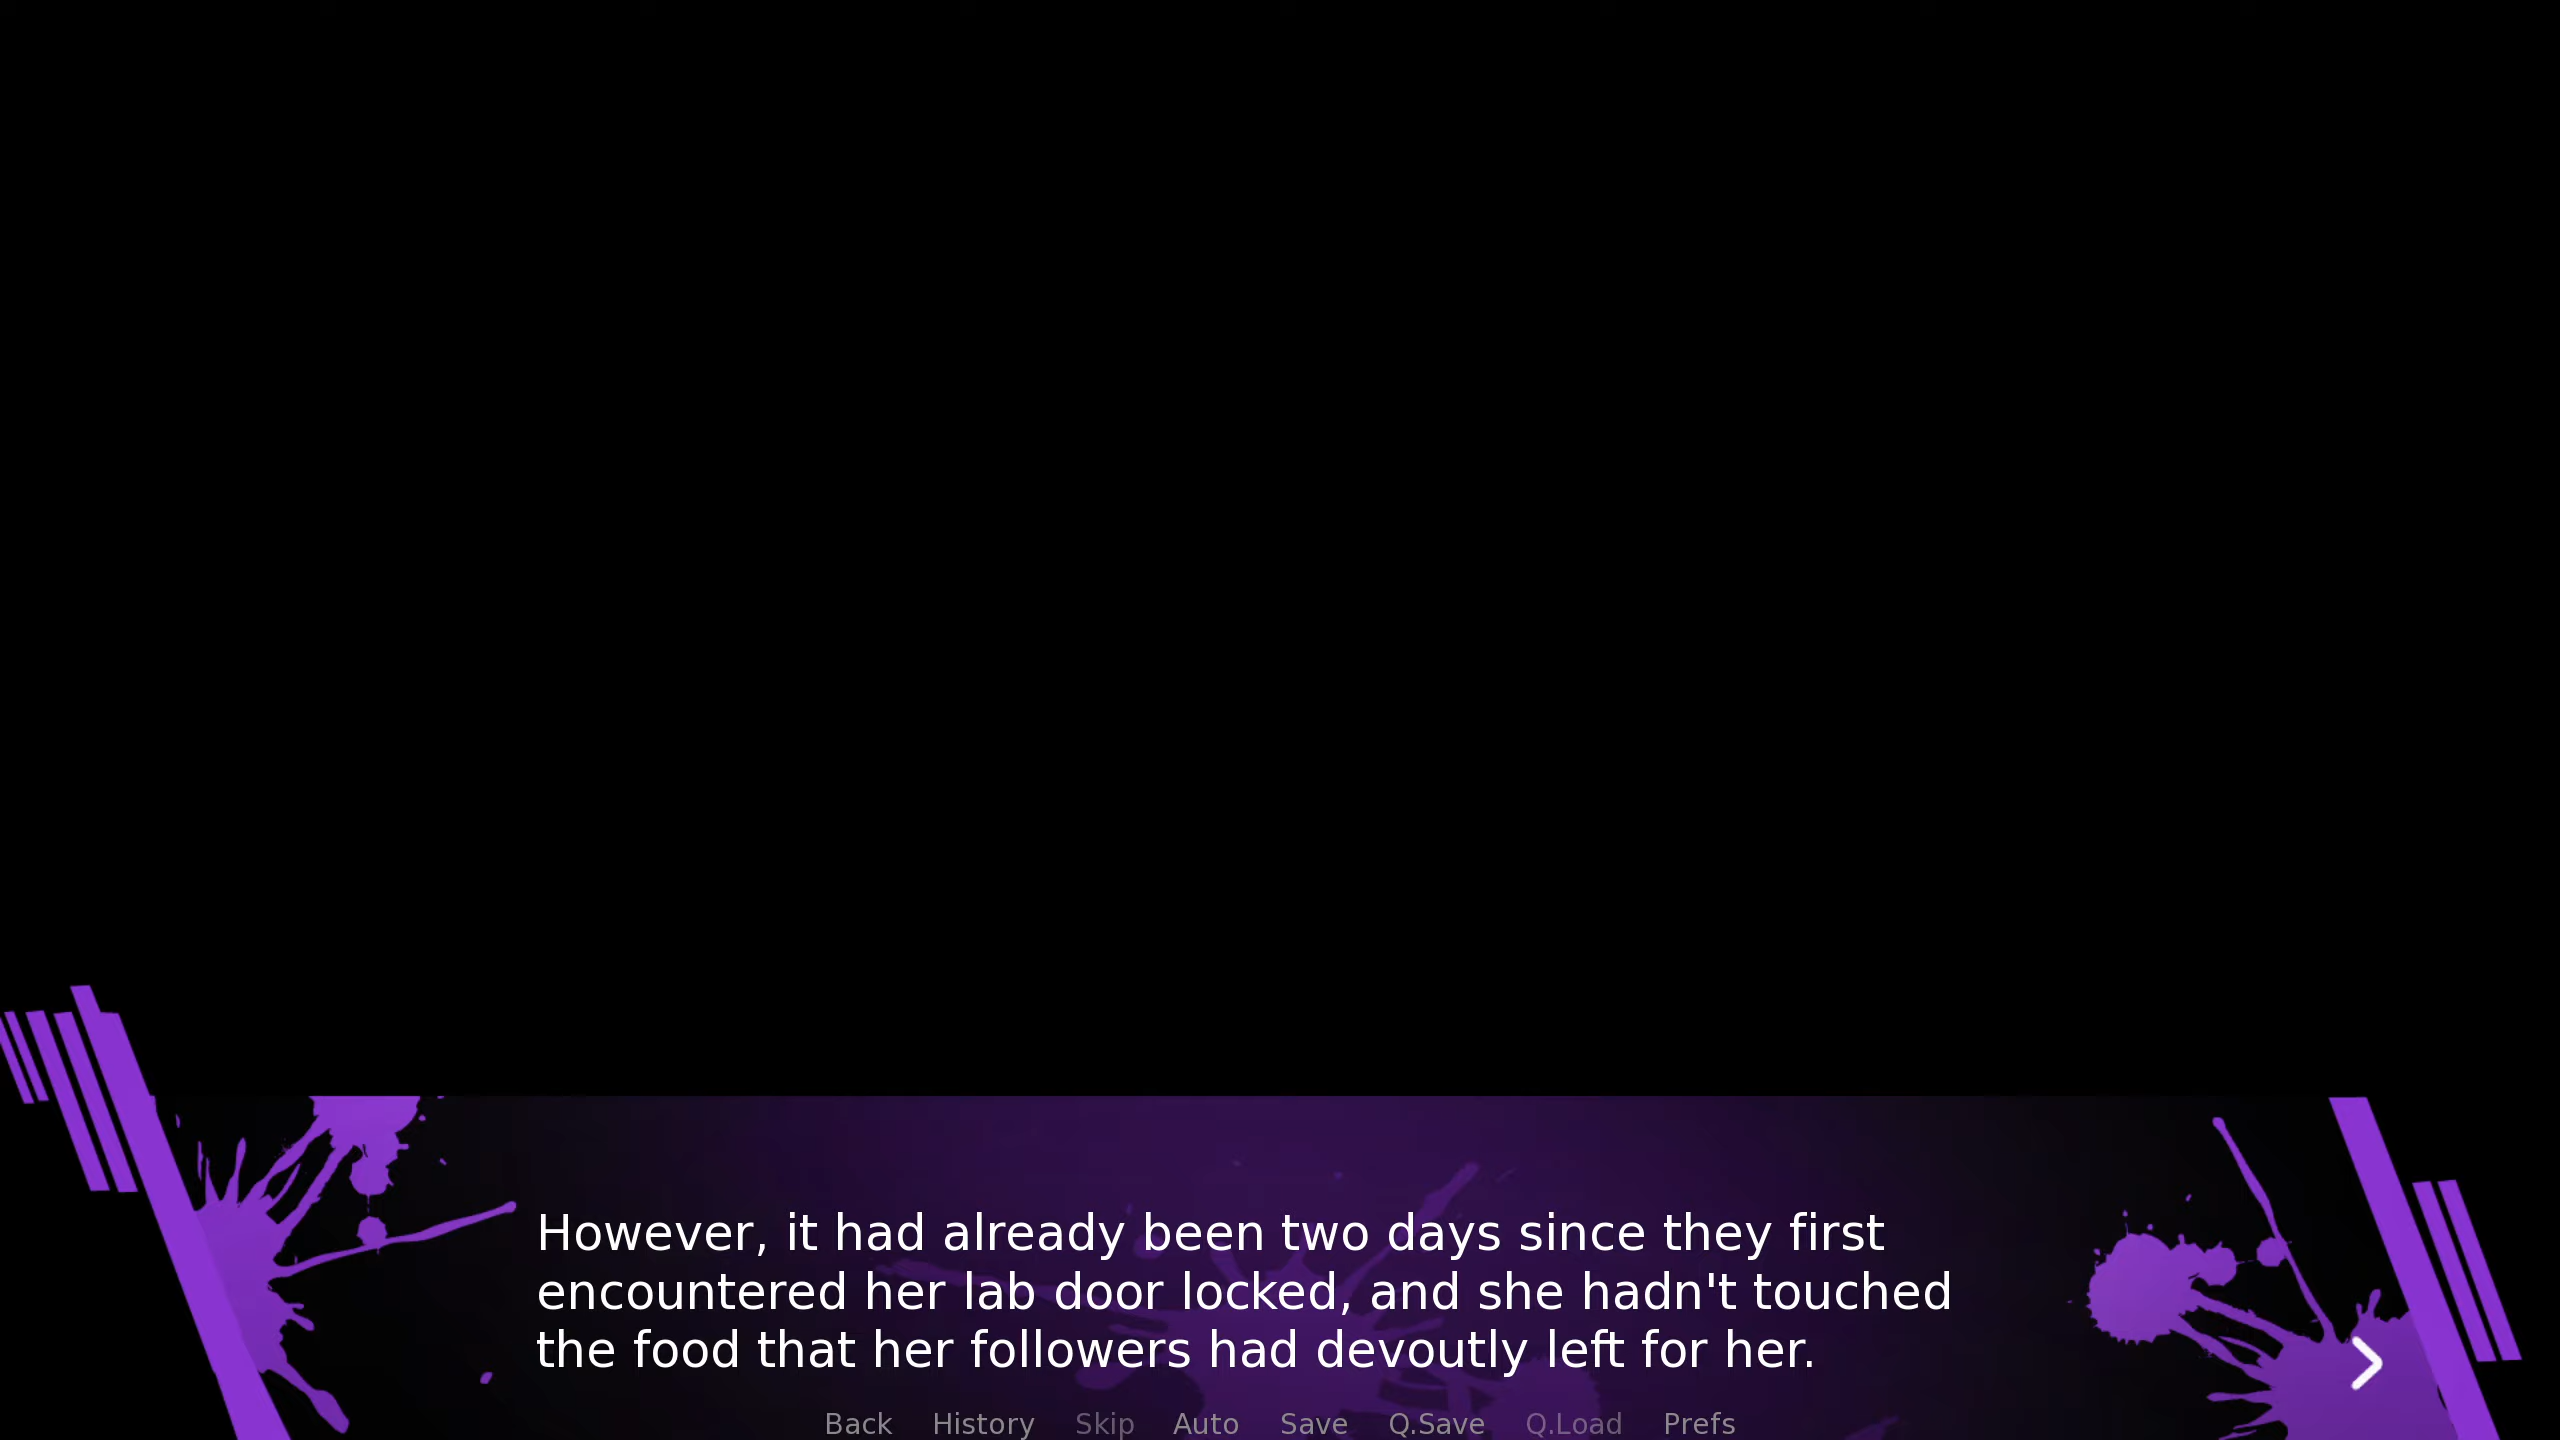 However, it had already been two days since they first
encountered her lab door locked, and she hadn't touched
the food that her followers had devoutly left for her.
Back History Skip Auto Save Q.Save Q.Load Prefs